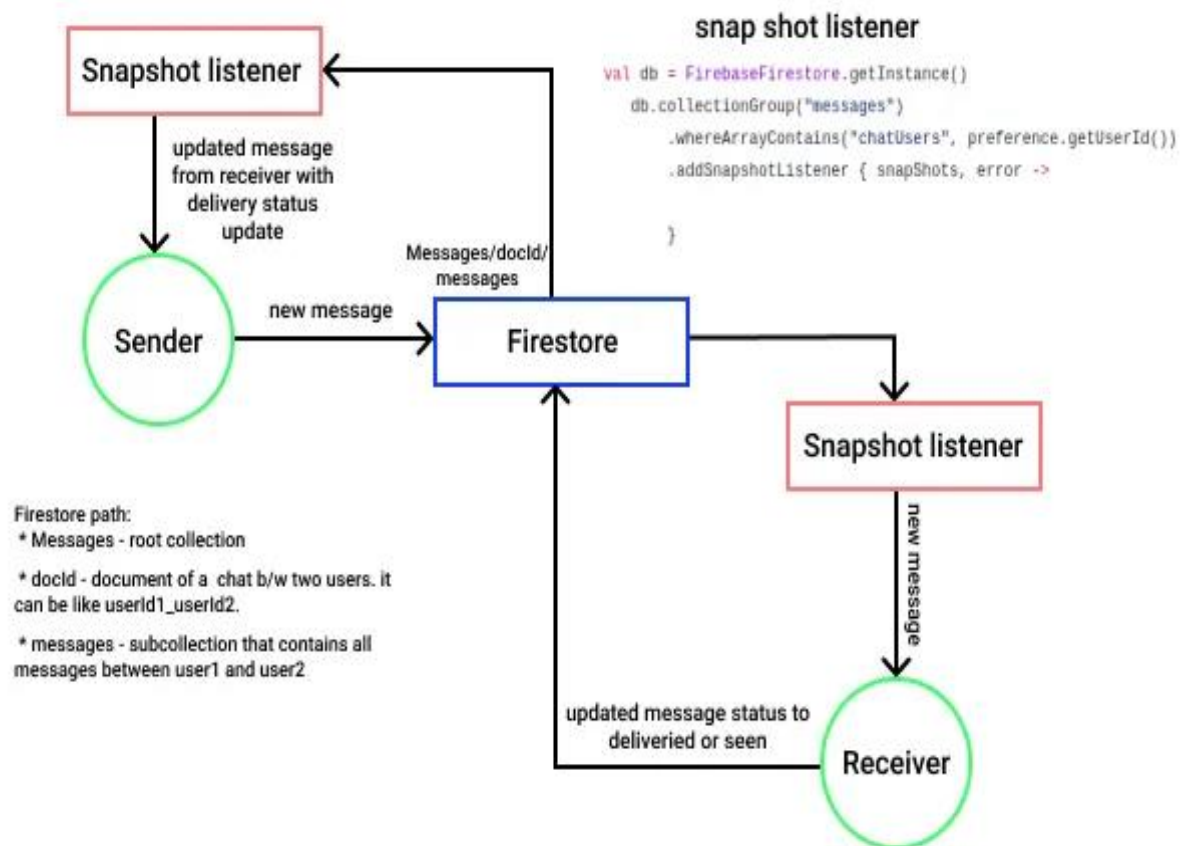 snap shot listener
val db = FirebaseFirestore.getInstance()
db.collectionGroup("messages")
.whereArrayContains("chatUsers", preference.getUserId())
.addSnapshotListener { snapShots, error ->
}
Snapshot listener
updated message
from receiver with
delivery status
update
Messages/docId/
messages
Sender
new message
Firestore
Snapshot listener
new message
Firestore path:
* Messages - root collection
* docId - document of a chat b/w two users. it
can be like userId1_userId2.
* messages - subcollection that contains all
messages between user1 and user2
updated message status to
deliveried or seen
Receiver